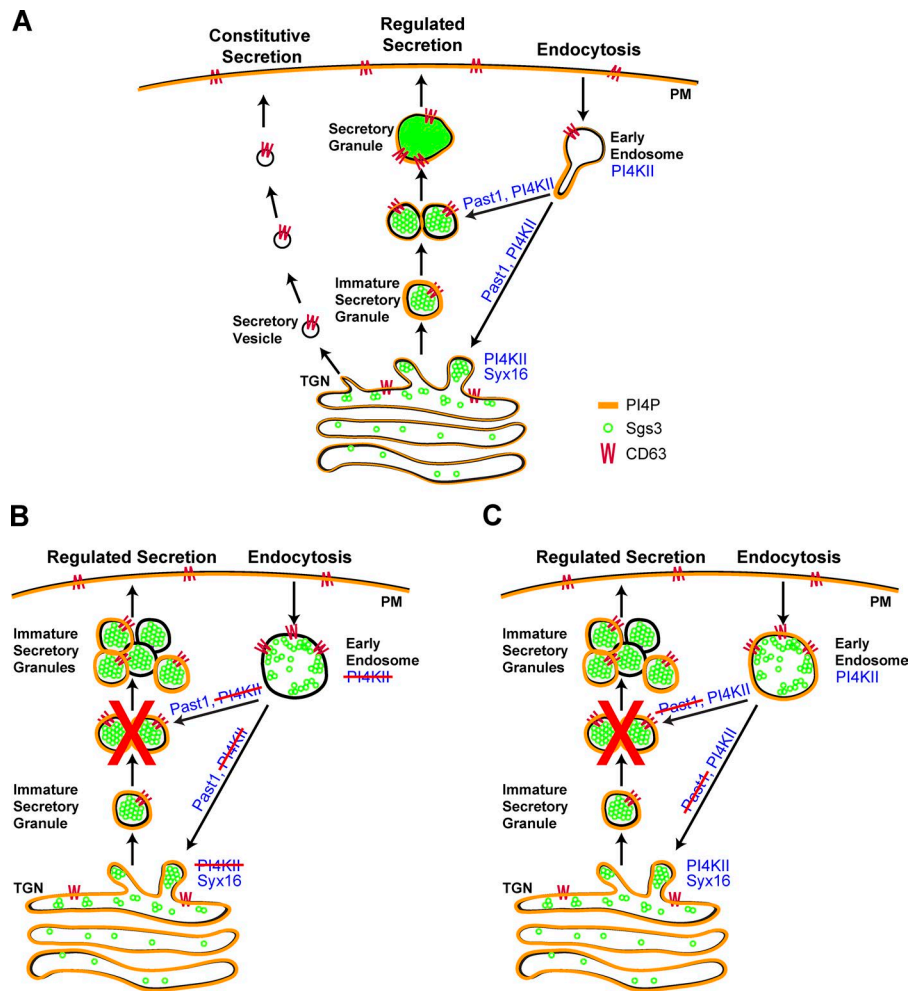 A
Constitutive
Secretion
Regulated
Secretion
Endocytosis
PM
Secretory
Granule
Early
Endosome
PI4KII
Past1, PI4KII
Past1, PI4KII
Immature
Secretory
Granule
Secretory
Vesicle
TGN
PI4KII
Syx16
PI4P
Sgs3
CD63
B
Regulated Secretion
Endocytosis
PM
Immature
Secretory
Granules
Early
Endosome
PI4KII
Past1, PI4KII
Past1, PI4KII
Immature
Secretory
Granule
PI4KII
Syx16
TGN
C
Regulated Secretion
Endocytosis
PM
Immature
Secretory
Granules
Early
Endosome
PI4KII
Past1, PI4KII
Past1, PI4KII
Immature
Secretory
Granule
PI4KII
Syx16
TGN